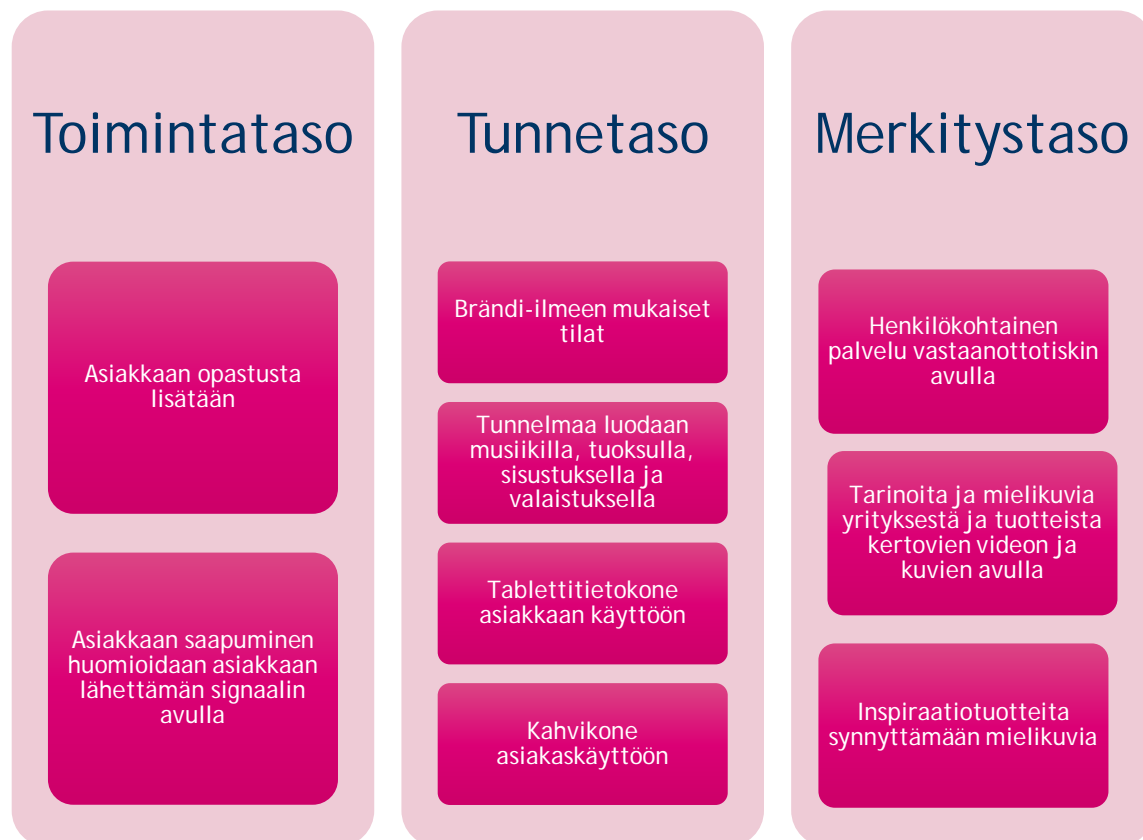 Toimintataso
Asiakkaan opastusta
lisätään
Asiakkaan saapuminen
huomioidaan asiakkaan
lähettämän signaalin
avulla
Tunnetaso
Brändi-ilmeen mukaiset
tilat
Tunnelmaa luodaan
musiikilla, tuoksulla,
sisustuksella ja
valaistuksella
Tablettitietokone
asiakkaan käyttöön
Kahvikone
asiakaskäyttöön
Merkitystaso
Henkilökohtainen
palvelu vastaanottotiskin
avulla
Tarinoita ja mielikuvia
yrityksestä ja tuotteista
kertovien videon ja
kuvien avulla
Inspiraatiotuotteita
synnyttämään mielikuvia